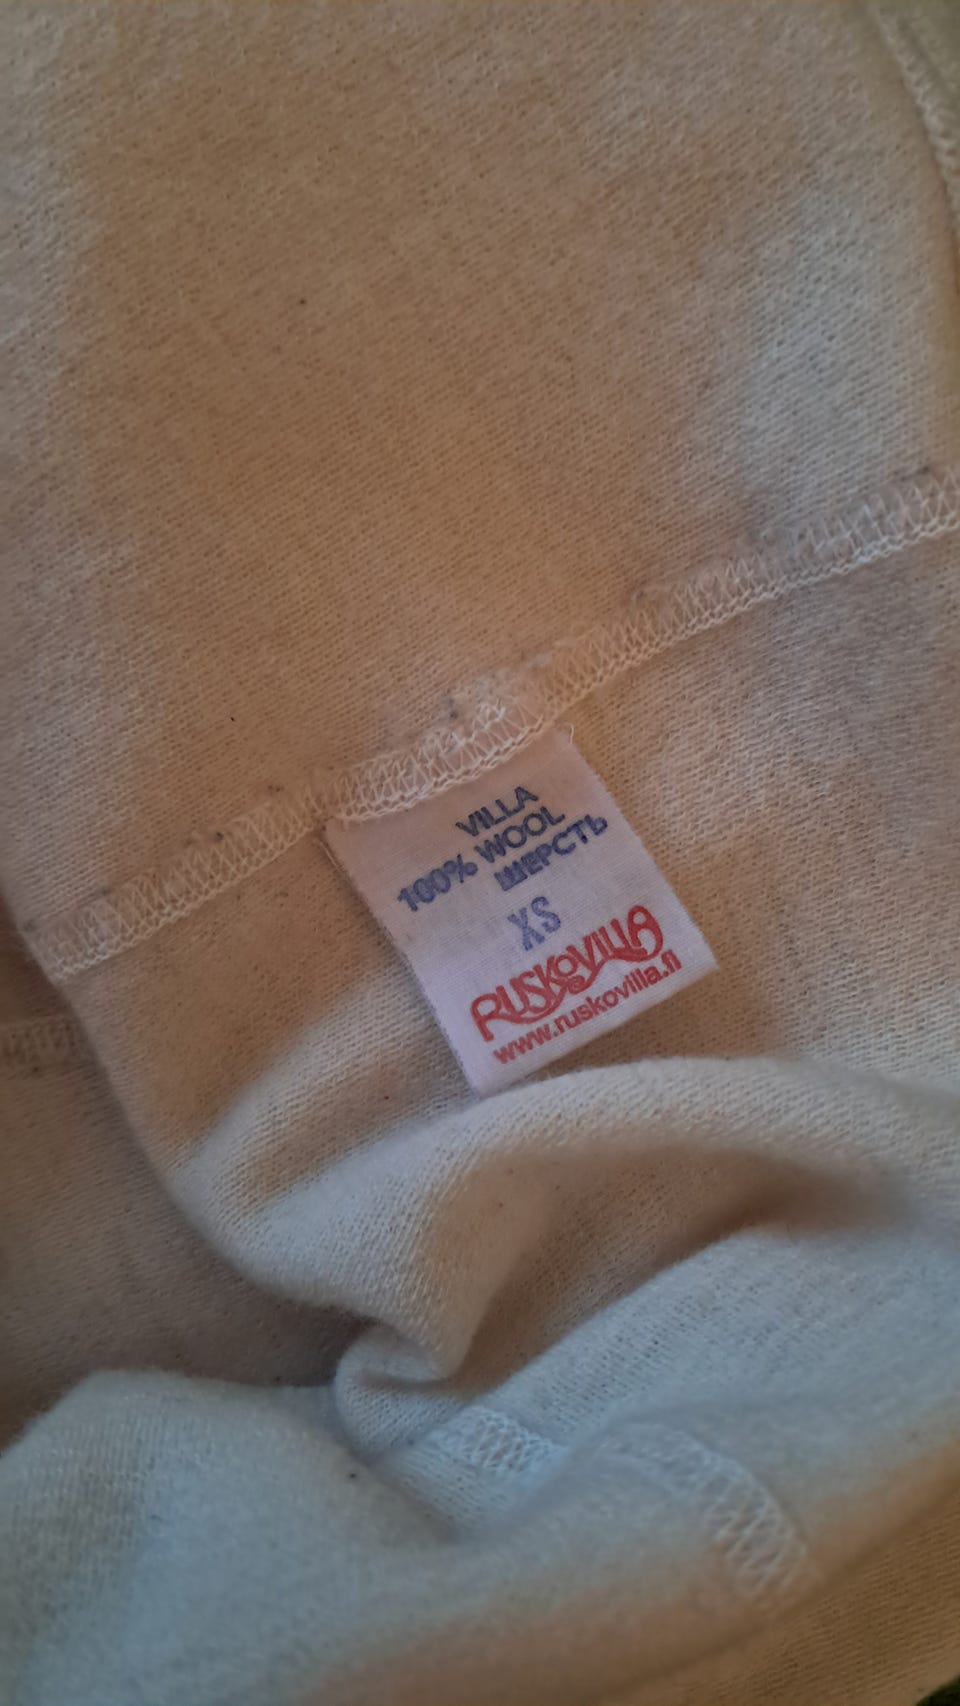 VILLA
100% WOOL
ШЕРСТЬ
XS
RUSKOVILLA
www.ruskovilla.fi